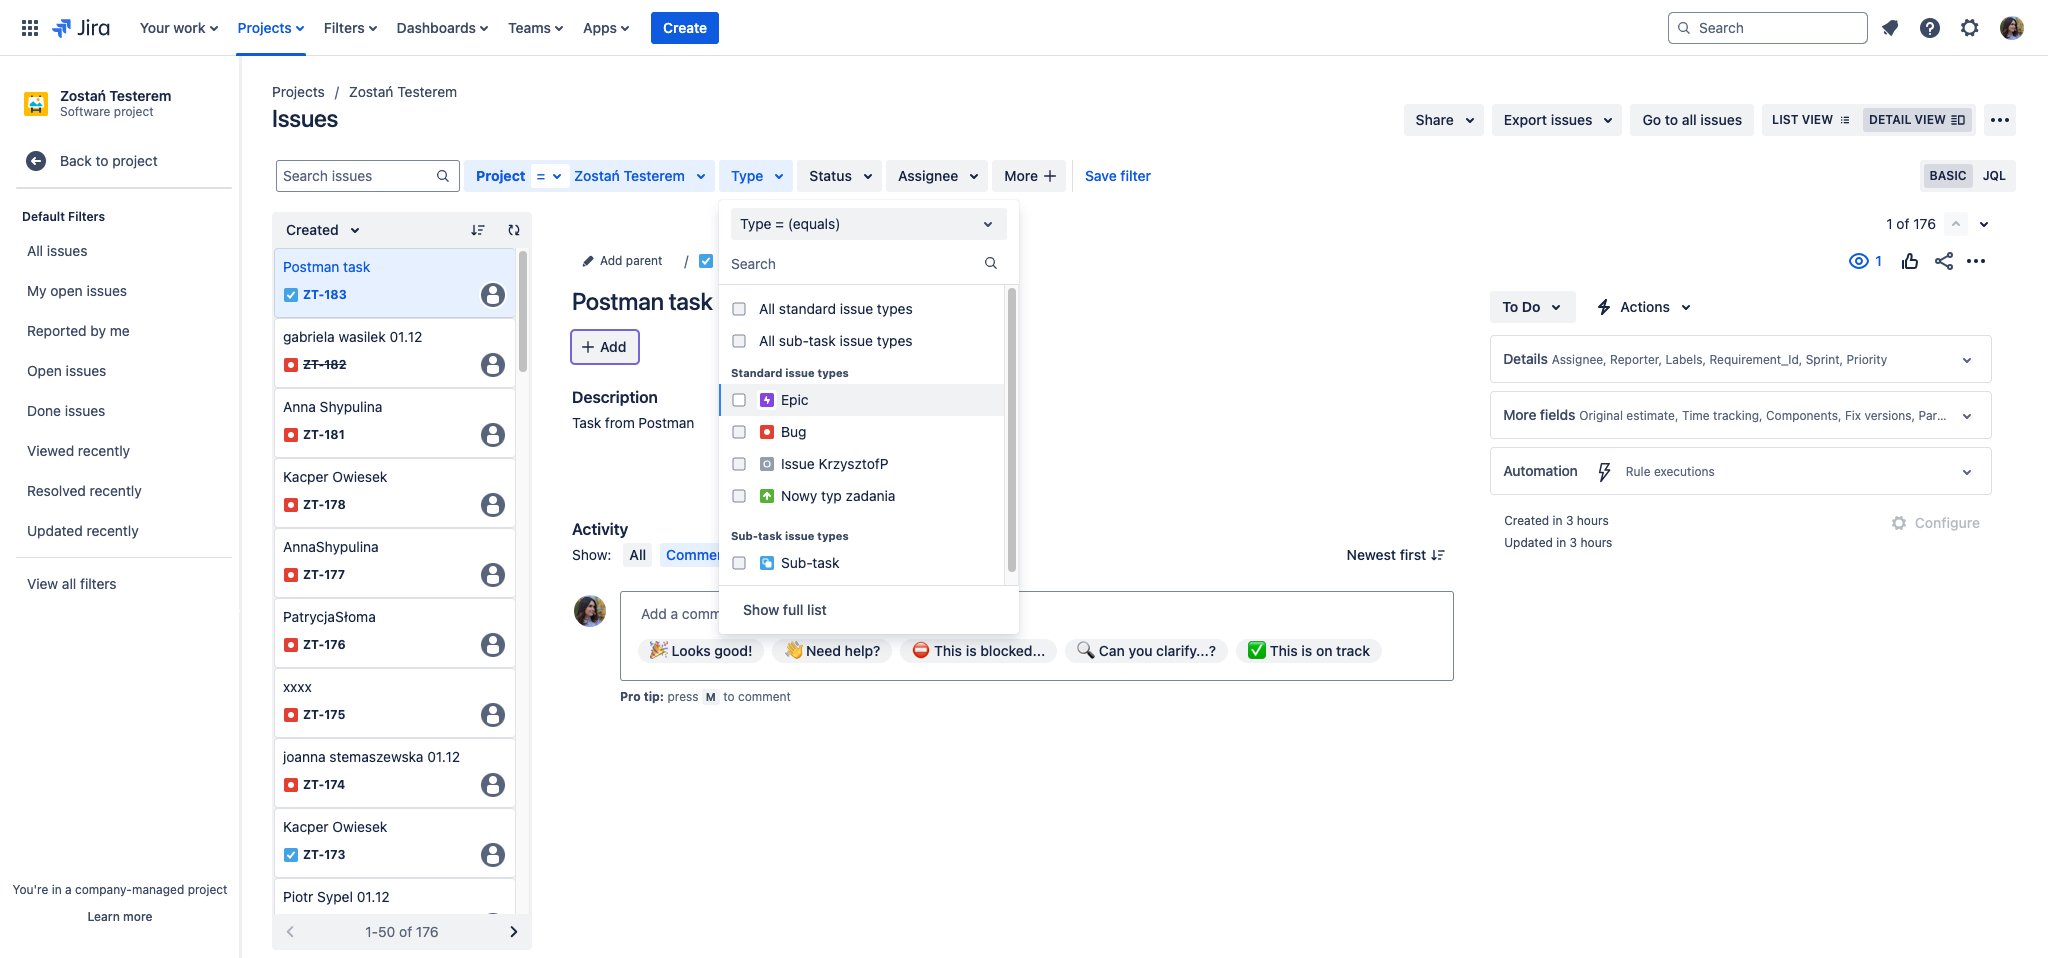 Jira
Your work
Projects
Filters
Dashboards
Teams
Apps
Create
Search
Zostań Testerem
Software project
Back to project
Default Filters
All issues
My open issues
Reported by me
Open issues
Done issues
Viewed recently
Resolved recently
Updated recently
View all filters
You're in a company-managed project
Learn more
Projects / Zostań Testerem
Issues
Share
Export issues
Go to all issues
LIST VIEW
DETAIL VIEW
Search issues
Project = Zostań Testerem
Type
Status
Assignee
More
Save filter
BASIC
JQL
Created
Postman task
ZT-183
gabriela wasilek 01.12
ZT-182
Anna Shypulina
ZT-181
Kacper Owiesek
ZT-178
AnnaShypulina
ZT-177
PatrycjaSłoma
ZT-176
xxxx
ZT-175
joanna stemaszewska 01.12
ZT-174
Kacper Owiesek
ZT-173
Piotr Sypel 01.12
1-50 of 176
Type = (equals)
Search
All standard issue types
All sub-task issue types
Standard issue types
Epic
Bug
Issue KrzysztofP
Nowy typ zadania
Sub-task issue types
Sub-task
Show full list
1 of 176
Add parent /
1
Postman task
Add
Description
Task from Postman
Activity
Show: All Commen
Newest first
Add a comm
🎉 Looks good!
👋 Need help?
⛔ This is blocked...
🔍 Can you clarify...?
✅ This is on track
Pro tip: press M to comment
To Do
Actions
Details Assignee, Reporter, Labels, Requirement_Id, Sprint, Priority
More fields Original estimate, Time tracking, Components, Fix versions, Par...
Automation Rule executions
Created in 3 hours
Updated in 3 hours
Configure